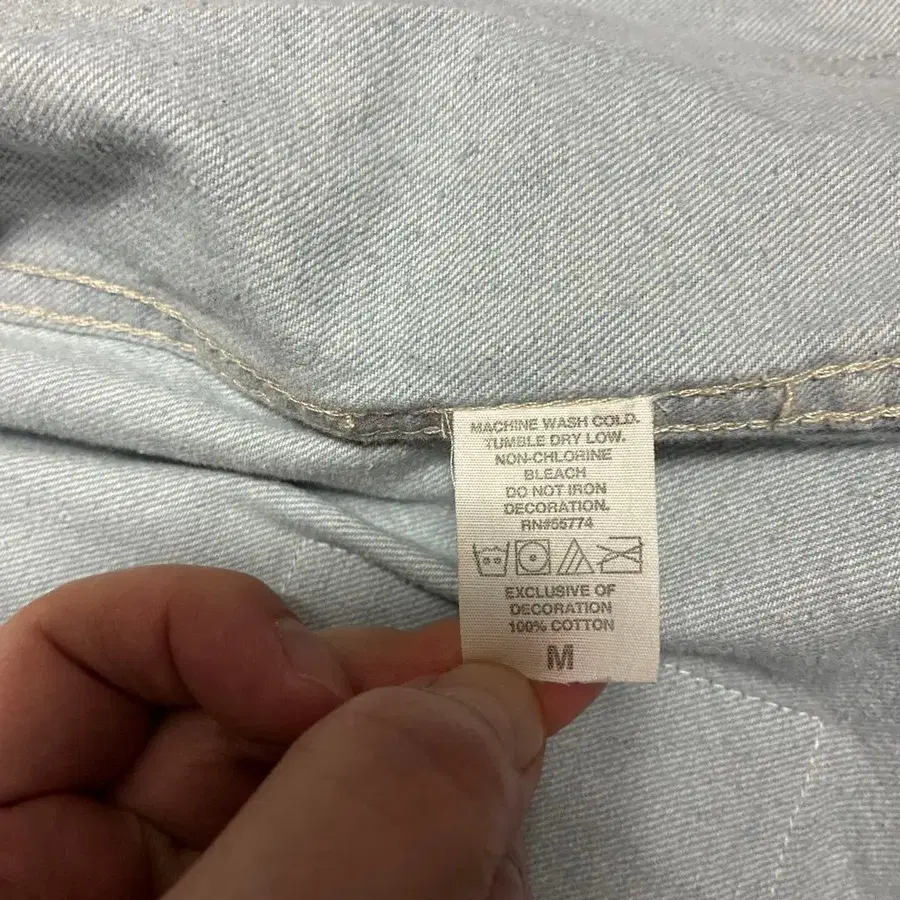 MACHINE WASH COLD.
TUMBLE DRY LOW.
NON-CHLORINE
BLEACH
DO NOT IRON
DECORATION.
RN#55774
EXCLUSIVE OF
DECORATION
100% COTTON
M